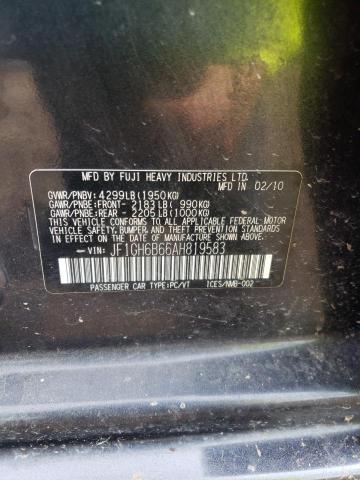 MFD BY FUJI HEAVY INDUSTRIES LTD.
MFD IN 02/10
GVWR/PNBV: 4299LB(1950KG)
GAWR/PNBE:FRONT- 2183LB( 990KG)
GAWR/PNBE:REAR - 2205LB(1000KG)
THIS VEHICLE CONFORMS TO ALL APPLICABLE FEDERAL MOTOR
VEHICLE SAFETY, BUMPER, AND THEFT PREVENTION STANDARDS
IN EFFECT ON THE DATE OF MANUFACTURE SHOWN ABOVE.
VIN: JF1GH6B66AH819583
PASSENGER CAR TYPE:PC/VT ICES/NMB-002